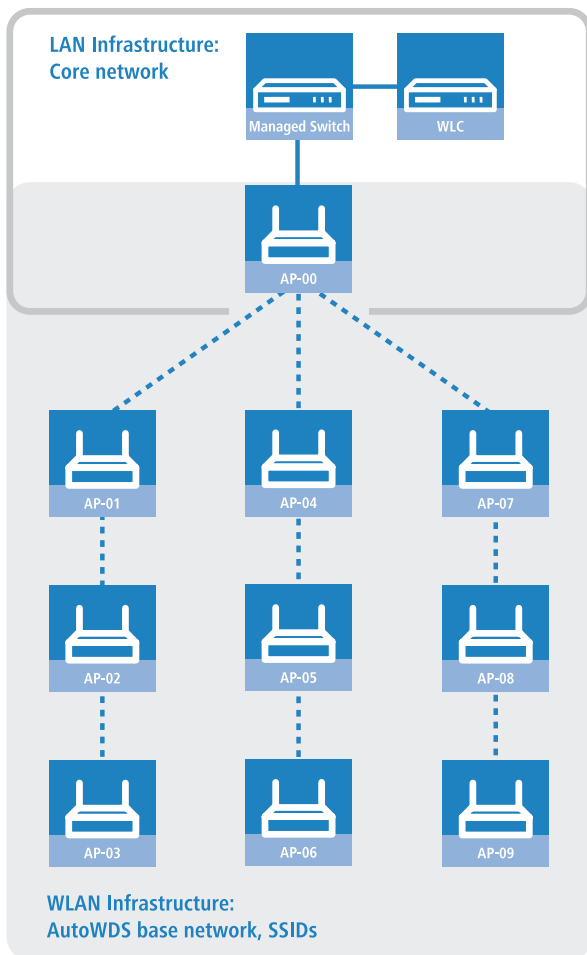 LAN Infrastructure:
Core network
Managed Switch
WLC
AP-00
AP-01
AP-04
AP-07
AP-02
AP-05
AP-08
AP-03
AP-06
AP-09
WLAN Infrastructure:
AutoWDS base network, SSIDs